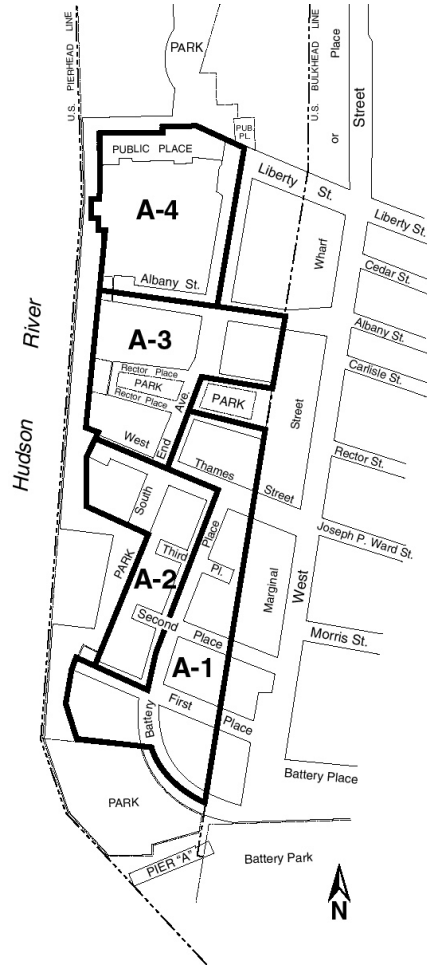 U.S. PIERHEAD LINE
PARK
U.S. BULKHEAD LINE
Place
or
Street
PUB.
PL.
PUBLIC PLACE
Liberty St.
A-4
Liberty St.
Wharf
Cedar St.
Albany St.
Hudson River
A-3
Albany St.
Rector Place
PARK
Rector Place
Carlisle St.
Ave.
PARK
Street
West
End
Thames Street
Rector St.
South
Place
Joseph P. Ward St.
PARK
Third
Pl.
A-2
Marginal
West
Second Place
Morris St.
A-1
First Place
Battery
Battery Place
PARK
PIER "A"
Battery Park
N